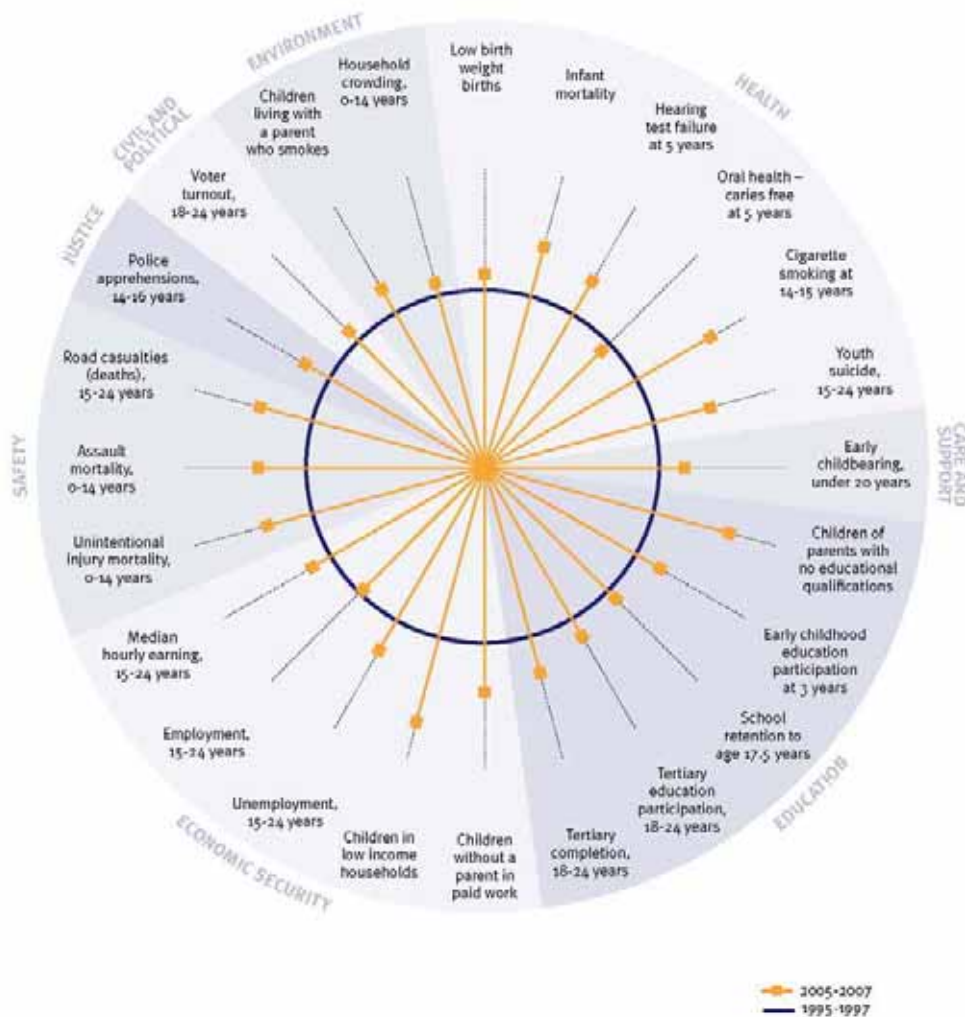 ENVIRONMENT
Household
crowding,
0-14 years
Children
living with
a parent
who smokes
CIVIL AND
POLITICAL
Voter
turnout,
18-24 years
JUSTICE
Police
apprehensions,
14-16 years
SAFETY
Road casualties
(deaths),
15-24 years
Assault
mortality,
0-14 years
Unintentional
injury mortality,
0-14 years
ECONOMIC SECURITY
Median
hourly earning,
15-24 years
Employment,
15-24 years
Unemployment,
15-24 years
Children in
low income
households
Children
without a
parent in
paid work
HEALTH
Low birth
weight
births
Infant
mortality
Hearing
test failure
at 5 years
Oral health –
caries free
at 5 years
Cigarette
smoking at
14-15 years
Youth
suicide,
15-24 years
CARE AND
SUPPORT
Early
childbearing,
under 20 years
EDUCATIOB
Children of
parents with
no educational
qualifications
Early childhood
education
participation
at 3 years
School
retention to
age 17.5 years
Tertiary
education
participation,
18-24 years
Tertiary
completion,
18-24 years
2005-2007
1995-1997